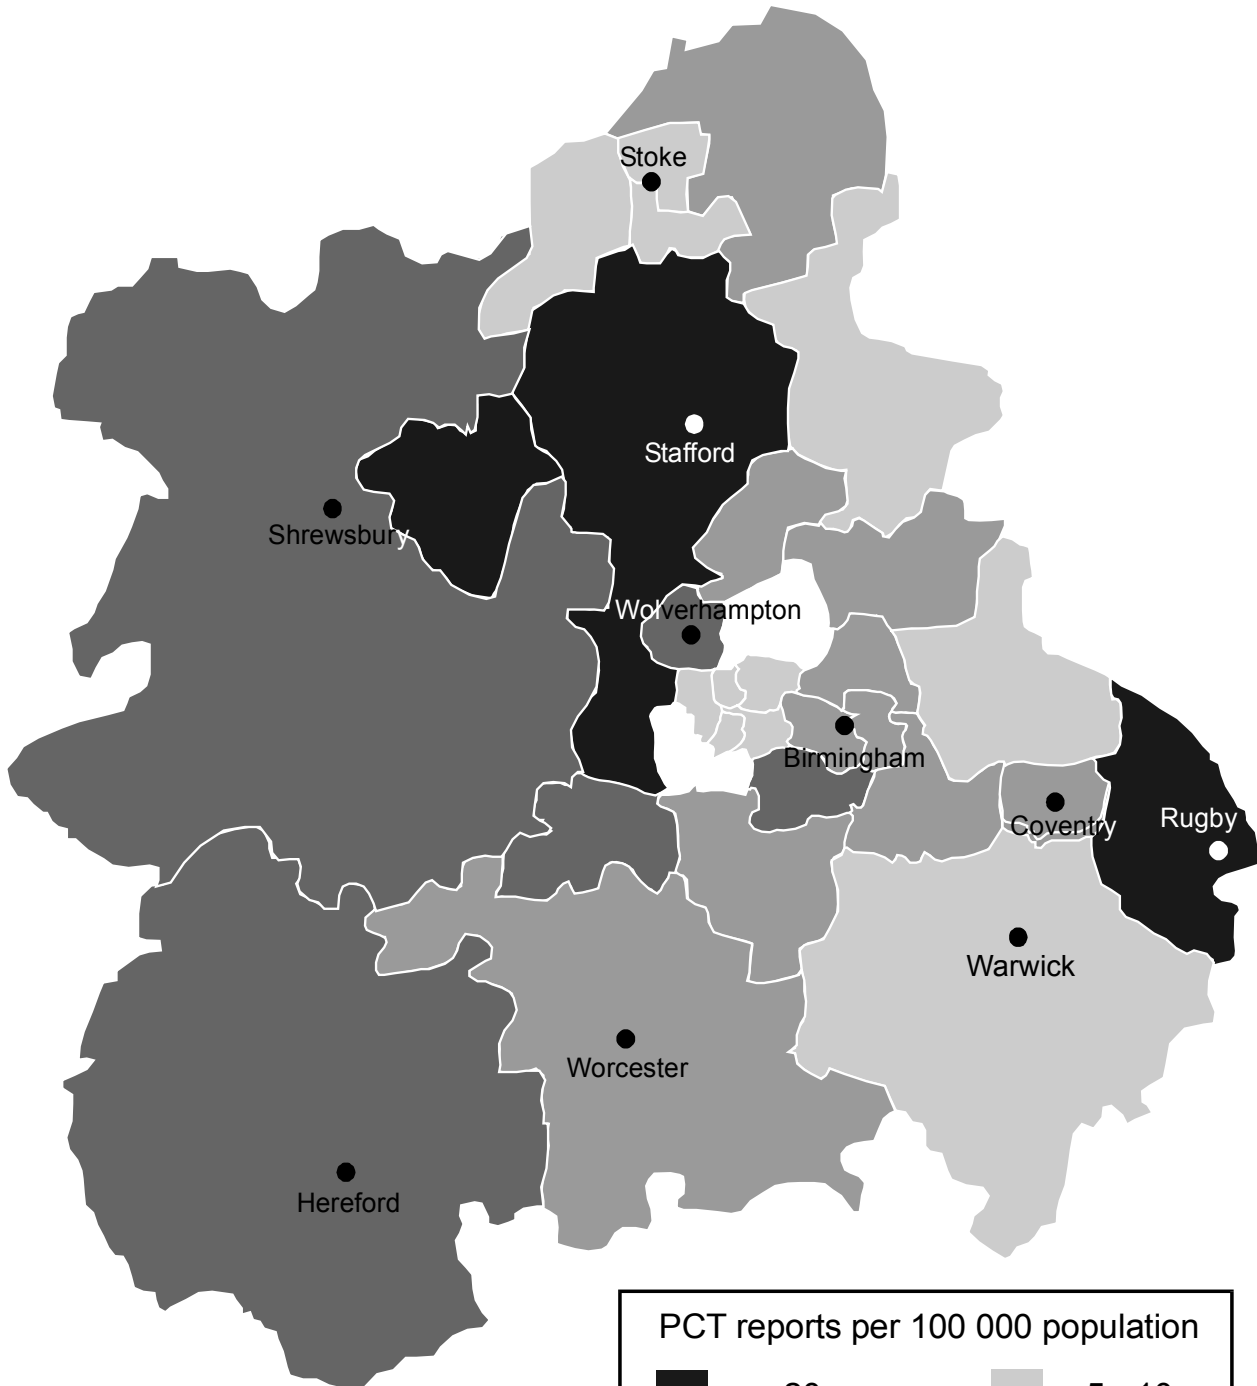 Stoke
Stafford
Shrewsbury
Wolverhampton
Birmingham
Coventry
Rugby
Warwick
Worcester
Hereford
PCT reports per 100 000 population